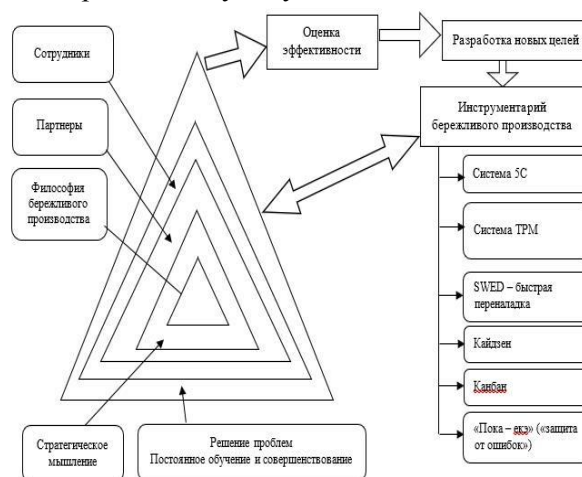 Сотрудники
Партнеры
Философия
бережливого
производства
Стратегическое
мышление
Решение проблем
Постоянное обучение и совершенствование
Оценка
эффективности
Разработка новых целей
Инструментарий
бережливого производства
Система 5С
Система ТРМ
SWED – быстрая
переналадка
Кайдзен
Канбан
«Пока – екэ» («защита
от ошибок»)